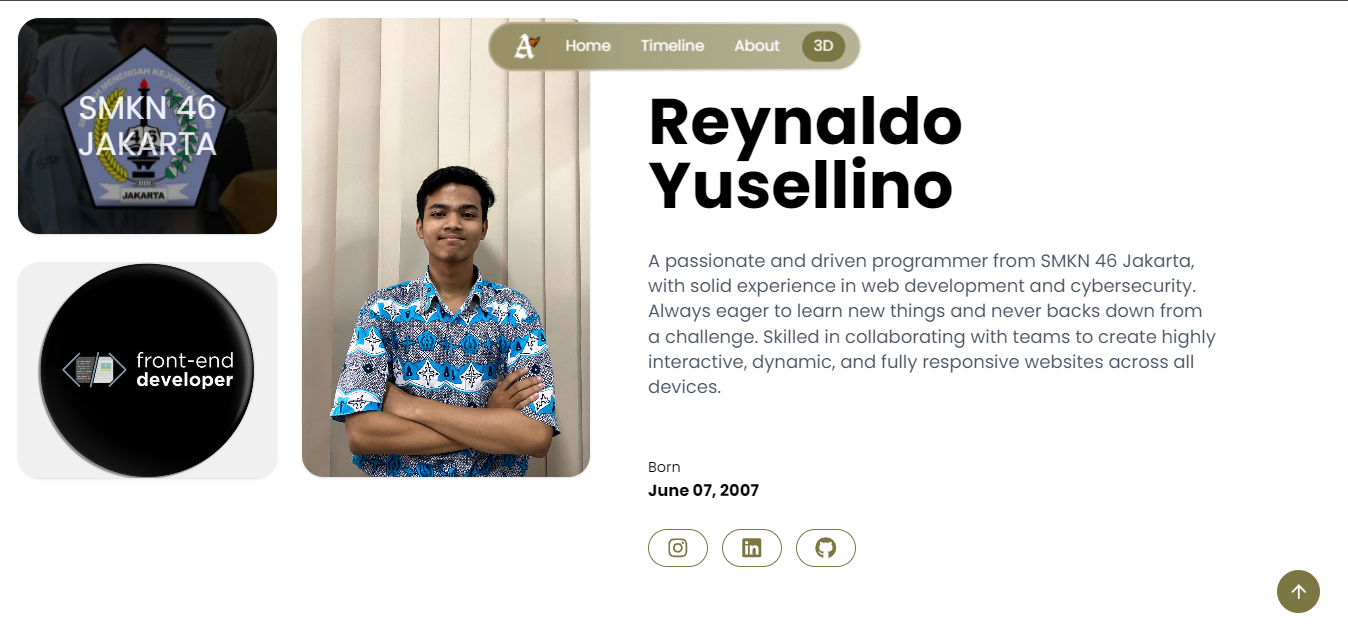 Home Timeline About 3D
SMKN 46
JAKARTA
JAKARTA
front-end
developer
Reynaldo
Yusellino
A passionate and driven programmer from SMKN 46 Jakarta,
with solid experience in web development and cybersecurity.
Always eager to learn new things and never backs down from
a challenge. Skilled in collaborating with teams to create highly
interactive, dynamic, and fully responsive websites across all
devices.
Born
June 07, 2007